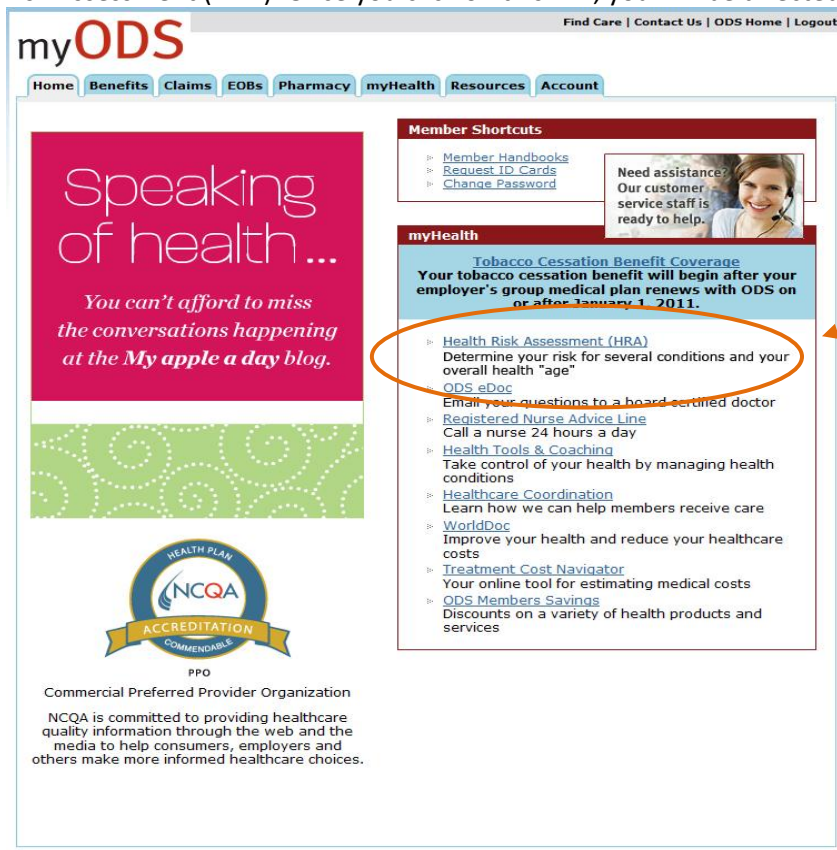 Find Care | Contact Us | ODS Home | Logout
myODS
Home Benefits Claims EOBs Pharmacy myHealth Resources Account
Speaking
of health...
You can't afford to miss
the conversations happening
at the My apple a day blog.
HEALTH PLAN
NCQA
ACCREDITATION
COMMENDABLE
PPO
Commercial Preferred Provider Organization
NCQA is committed to providing healthcare
quality information through the web and the
media to help consumers, employers and
others make more informed healthcare choices.
Member Shortcuts
Member Handbooks
Request ID Cards
Change Password
Need assistance?
Our customer
service staff is
ready to help.
myHealth
Tobacco Cessation Benefit Coverage
Your tobacco cessation benefit will begin after your
employer's group medical plan renews with ODS on
or after January 1, 2011.
Health Risk Assessment (HRA)
Determine your risk for several conditions and your
overall health "age"
ODS eDoc
Email your questions to a board certified doctor
Registered Nurse Advice Line
Call a nurse 24 hours a day
Health Tools & Coaching
Take control of your health by managing health
conditions
Healthcare Coordination
Learn how we can help members receive care
WorldDoc
Improve your health and reduce your healthcare
costs
Treatment Cost Navigator
Your online tool for estimating medical costs
ODS Members Savings
Discounts on a variety of health products and
services